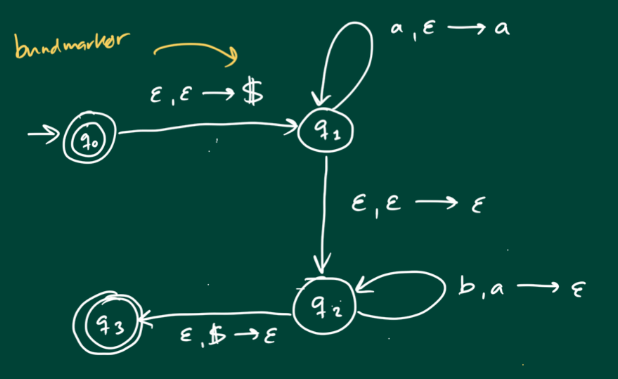 bundmarker
a, ε → a
ε, ε → $
q₀
q₁
ε, ε → ε
q₂
b, a → ε
q₃
ε, $ → ε